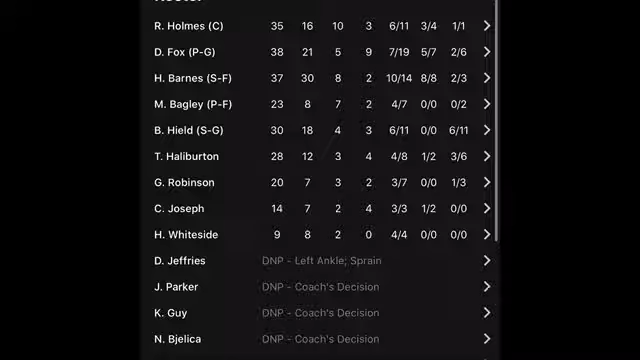 R. Holmes (C) 35 16 10 3 6/11 3/4 1/1
D. Fox (P-G) 38 21 5 9 7/19 5/7 2/6
H. Barnes (S-F) 37 30 8 2 10/14 8/8 2/3
M. Bagley (P-F) 23 8 7 2 4/7 0/0 0/2
B. Hield (S-G) 30 18 4 3 6/11 0/0 6/11
T. Haliburton 28 12 3 4 4/8 1/2 3/6
G. Robinson 20 7 3 2 3/7 0/0 1/3
C. Joseph 14 7 2 4 3/3 1/2 0/0
H. Whiteside 9 8 2 0 4/4 0/0 0/0
D. Jeffries DNP - Left Ankle; Sprain
J. Parker DNP - Coach's Decision
K. Guy DNP - Coach's Decision
N. Bjelica DNP - Coach's Decision